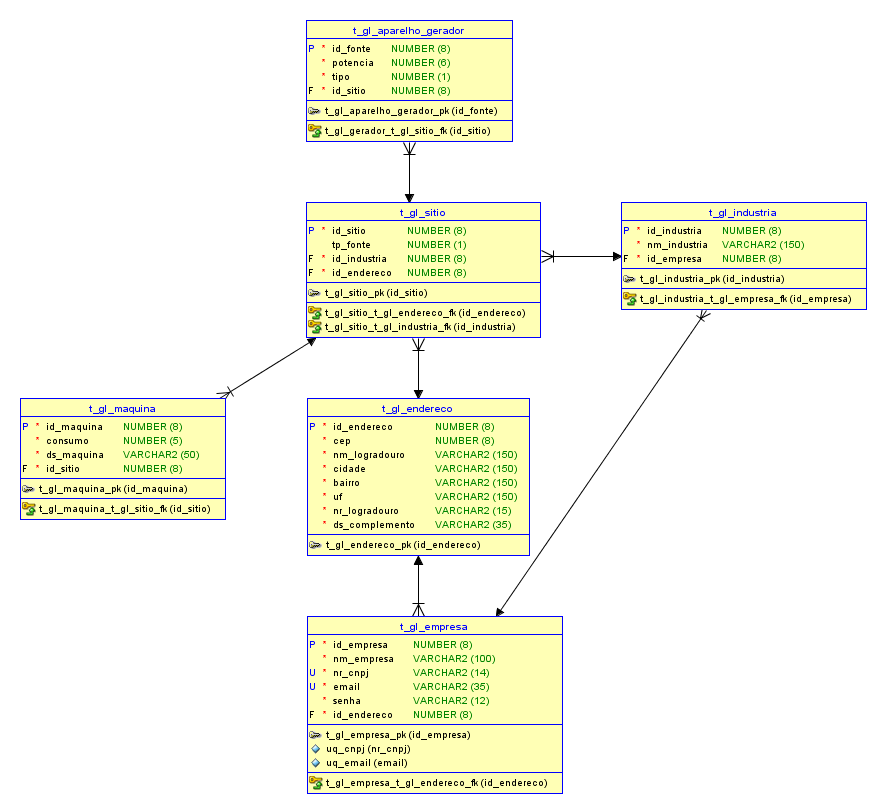 t_gl_aparelho_gerador
P * id_fonte NUMBER (8)
* potencia NUMBER (6)
* tipo NUMBER (1)
F * id_sitio NUMBER (8)
t_gl_aparelho_gerador_pk (id_fonte)
t_gl_gerador_t_gl_sitio_fk (id_sitio)
t_gl_sitio
P * id_sitio NUMBER (8)
tp_fonte NUMBER (1)
F * id_industria NUMBER (8)
F * id_endereco NUMBER (8)
t_gl_sitio_pk (id_sitio)
t_gl_sitio_t_gl_endereco_fk (id_endereco)
t_gl_sitio_t_gl_industria_fk (id_industria)
t_gl_industria
P * id_industria NUMBER (8)
* nm_industria VARCHAR2 (150)
F * id_empresa NUMBER (8)
t_gl_industria_pk (id_industria)
t_gl_industria_t_gl_empresa_fk (id_empresa)
t_gl_maquina
P * id_maquina NUMBER (8)
* consumo NUMBER (5)
* ds_maquina VARCHAR2 (50)
F * id_sitio NUMBER (8)
t_gl_maquina_pk (id_maquina)
t_gl_maquina_t_gl_sitio_fk (id_sitio)
t_gl_endereco
P * id_endereco NUMBER (8)
* cep NUMBER (8)
* nm_logradouro VARCHAR2 (150)
* cidade VARCHAR2 (150)
* bairro VARCHAR2 (150)
* uf VARCHAR2 (150)
* nr_logradouro VARCHAR2 (15)
* ds_complemento VARCHAR2 (35)
t_gl_endereco_pk (id_endereco)
t_gl_empresa
P * id_empresa NUMBER (8)
* nm_empresa VARCHAR2 (100)
U * nr_cnpj VARCHAR2 (14)
U * email VARCHAR2 (35)
* senha VARCHAR2 (12)
F * id_endereco NUMBER (8)
t_gl_empresa_pk (id_empresa)
uq_cnpj (nr_cnpj)
uq_email (email)
t_gl_empresa_t_gl_endereco_fk (id_endereco)